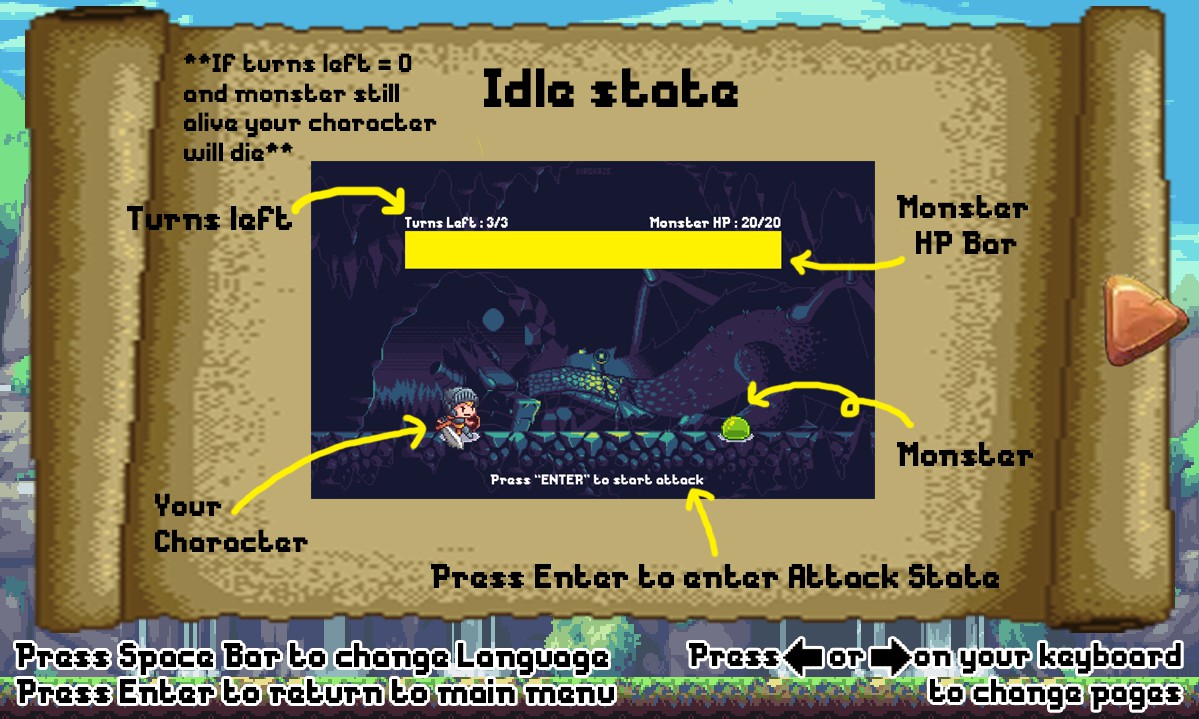 **If turns left = 0
and monster still
alive your character
will die**
Idle state
Turns left
Turns Left : 3/3
Monster HP : 20/20
Monster
HP Bar
Monster
Press "ENTER" to start attack
Your
Character
Press Enter to enter Attack State
Press Space Bar to change Language
Press Enter to return to main menu
Press or on your keyboard
to change pages